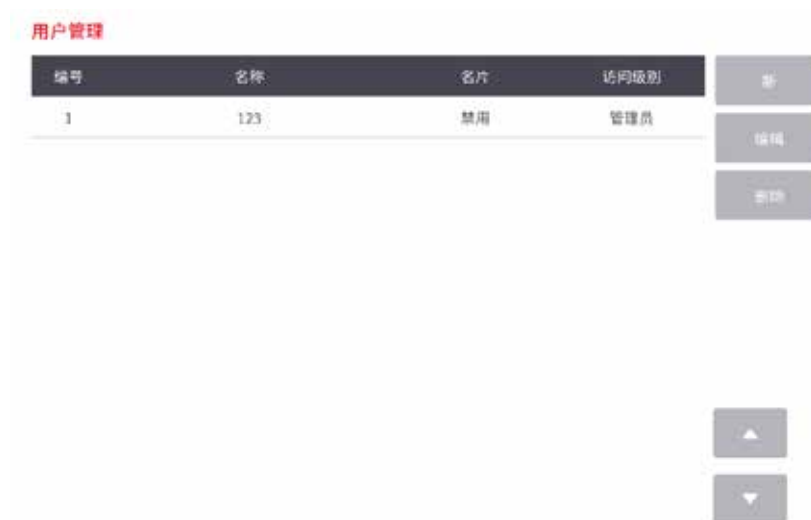 用户管理
编号 名称 名片 访问级别
新
1 123 禁用 管理员
编辑
删除